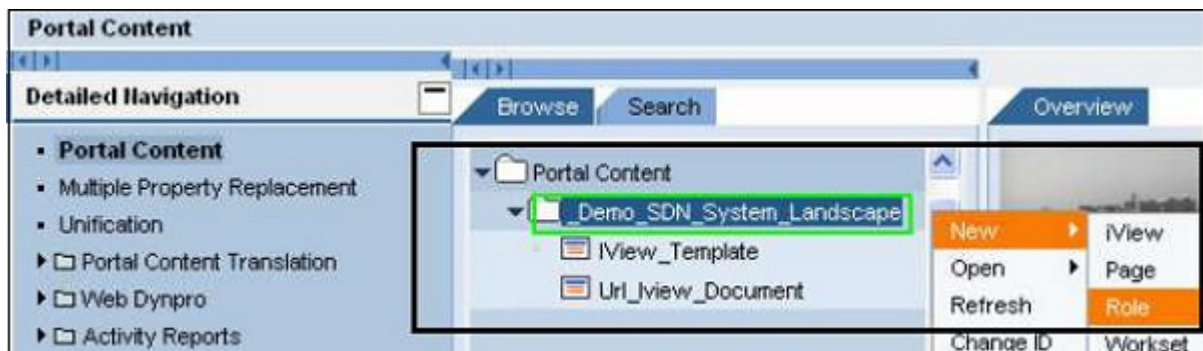 Portal Content
Detailed Navigation
Portal Content
Multiple Property Replacement
Unification
Portal Content Translation
Web Dynpro
Activity Reports
Browse
Search
Portal Content
_Demo_SDN_System_Landscape
IView_Template
Url_Iview_Document
Overview
New
Open
Refresh
Change ID
iView
Page
Role
Workset